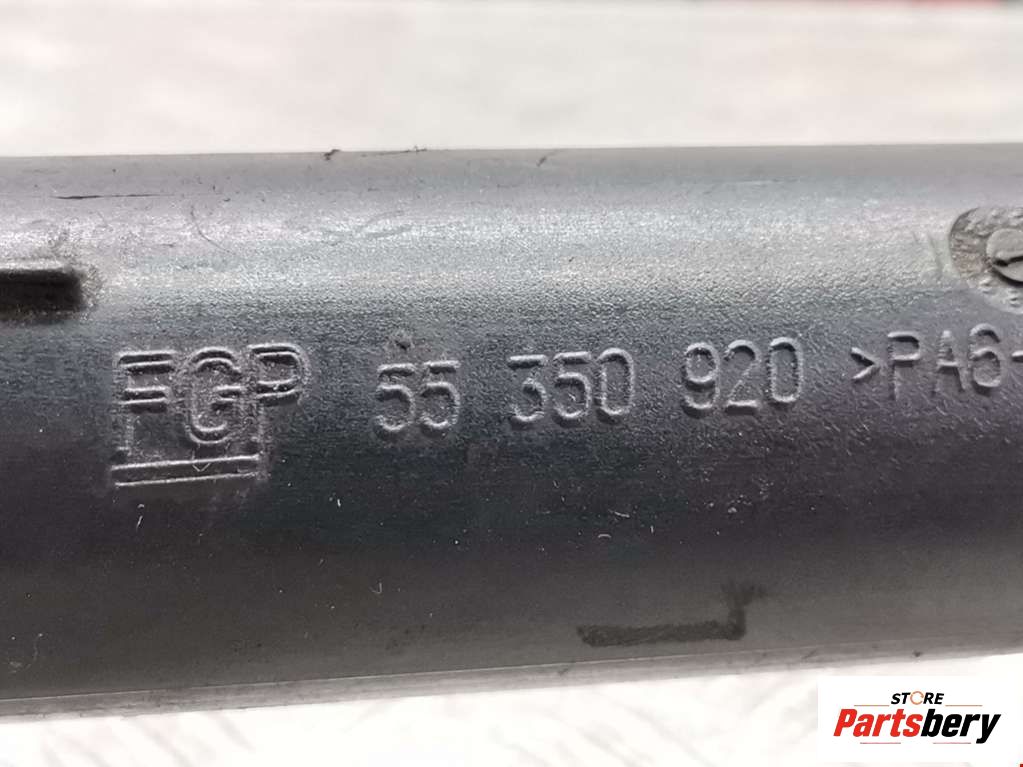 FGP 55 350 920 >PA6-
STORE
Partsbery